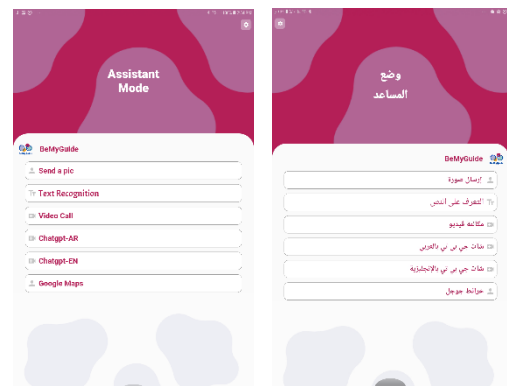 Assistant
Mode
BeMyGuide
Send a pic
Text Recognition
Video Call
Chatgpt-AR
Chatgpt-EN
Google Maps
وضع
المساعد
BeMyGuide
إرسال صورة
Tr التعرف على النص
مكالمة فيديو
شات جي بي تي بالعربي
شات جي بي تي بالإنجليزية
خرائط جوجل